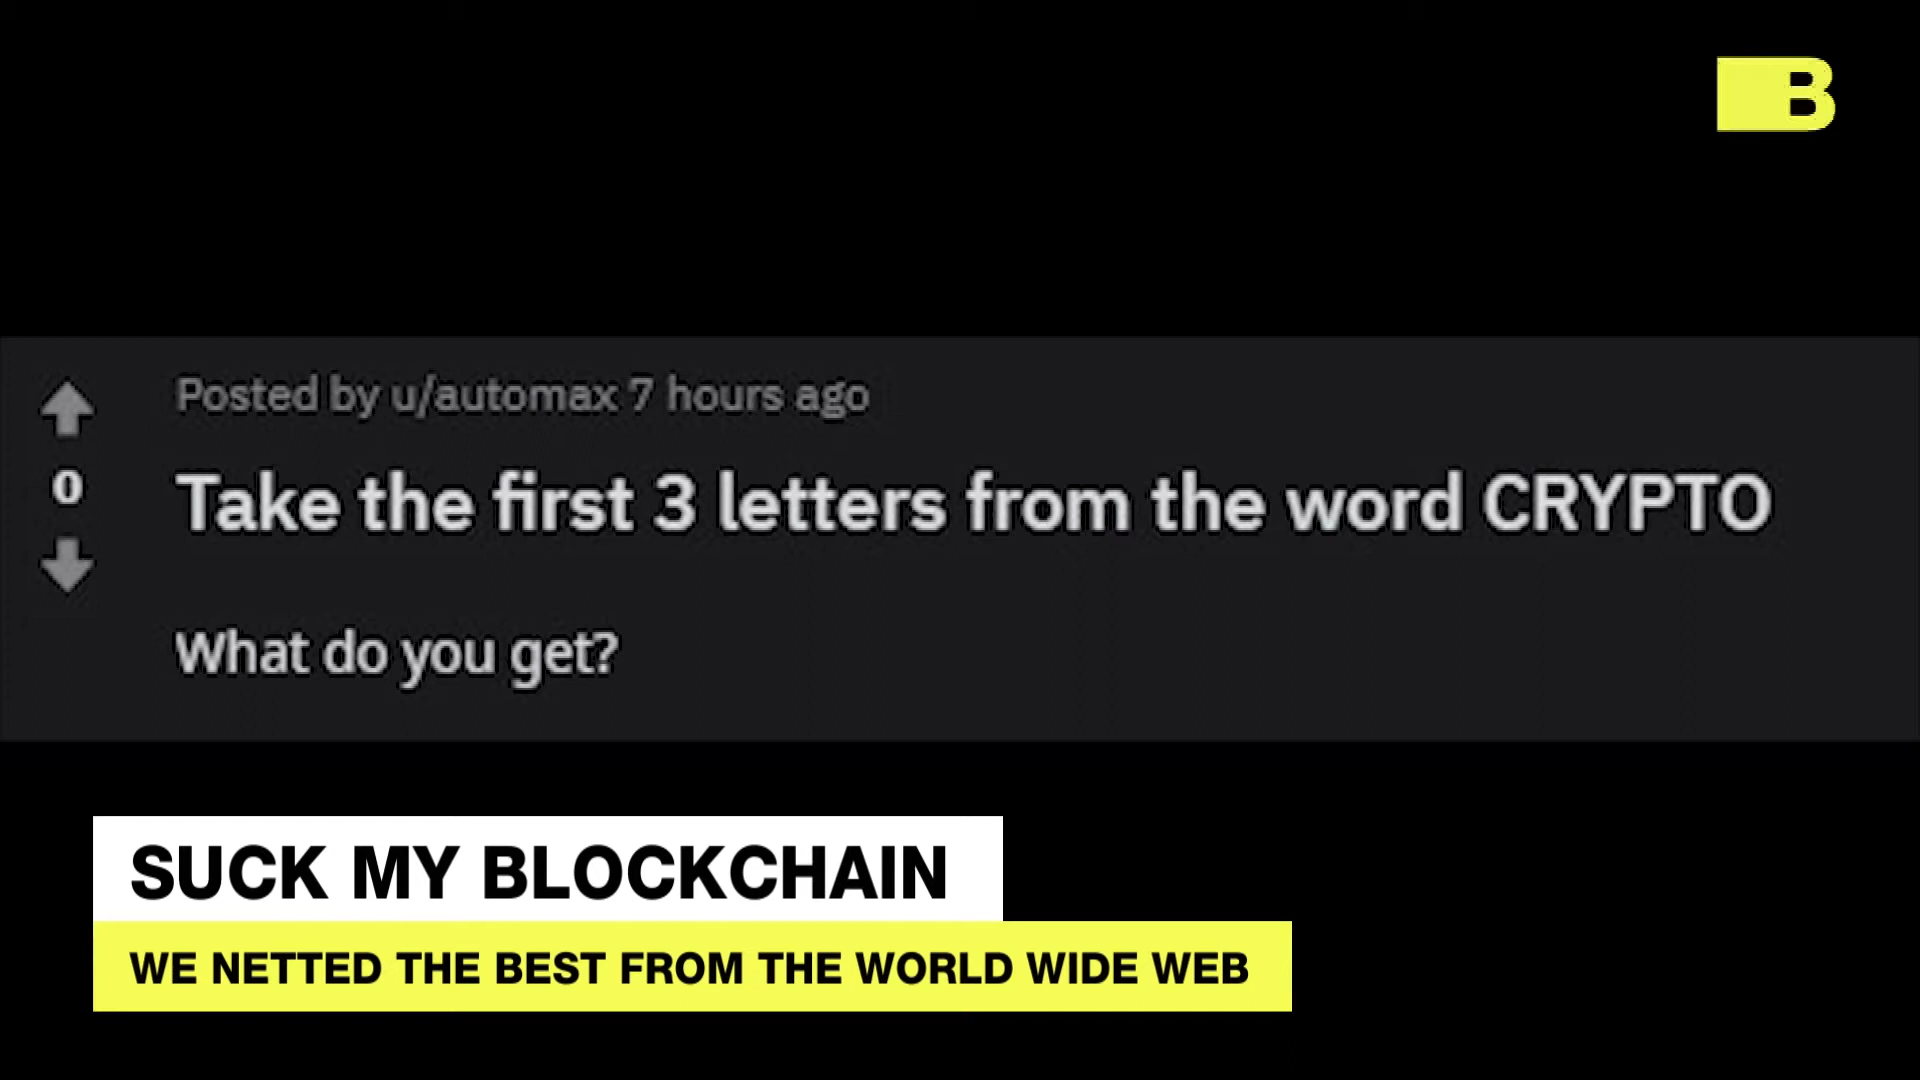 B
Posted by u/automax 7 hours ago
0
Take the first 3 letters from the word CRYPTO
What do you get?
SUCK MY BLOCKCHAIN
WE NETTED THE BEST FROM THE WORLD WIDE WEB